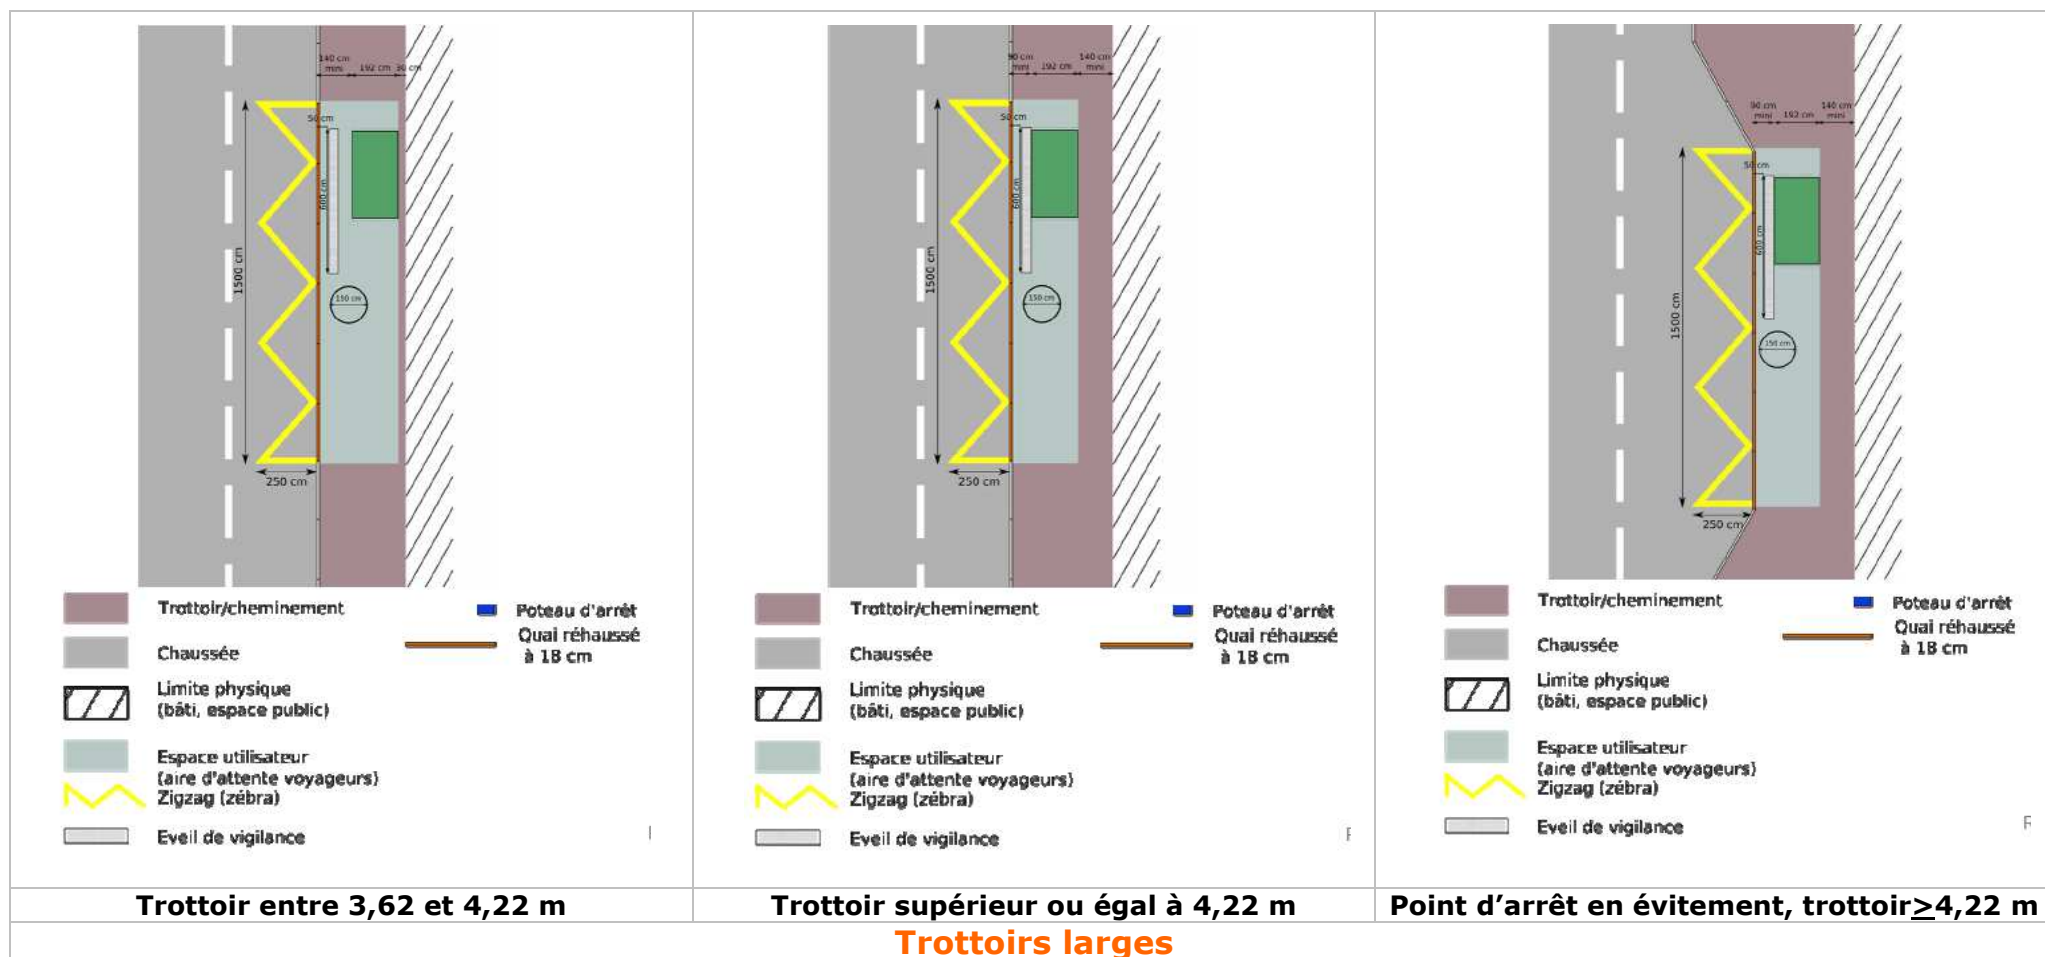 140 cm
mini
192 cm
30 cm
50 cm
600 cm
1500 cm
150 cm
250 cm
Trottoir/cheminement
Poteau d'arrêt
Chaussée
Quai réhaussé
à 18 cm
Limite physique
(bâti, espace public)
Espace utilisateur
(aire d'attente voyageurs)
Zigzag (zébra)
Eveil de vigilance
90 cm
mini
192 cm
140 cm
mini
50 cm
600 cm
1500 cm
150 cm
250 cm
Trottoir/cheminement
Poteau d'arrêt
Chaussée
Quai réhaussé
à 18 cm
Limite physique
(bâti, espace public)
Espace utilisateur
(aire d'attente voyageurs)
Zigzag (zébra)
Eveil de vigilance
90 cm
mini
192 cm
140 cm
mini
50 cm
600 cm
1500 cm
150 cm
250 cm
Trottoir/cheminement
Poteau d'arrêt
Chaussée
Quai réhaussé
à 18 cm
Limite physique
(bâti, espace public)
Espace utilisateur
(aire d'attente voyageurs)
Zigzag (zébra)
Eveil de vigilance
Trottoir entre 3,62 et 4,22 m
Trottoir supérieur ou égal à 4,22 m
Point d’arrêt en évitement, trottoir≥4,22 m
Trottoirs larges